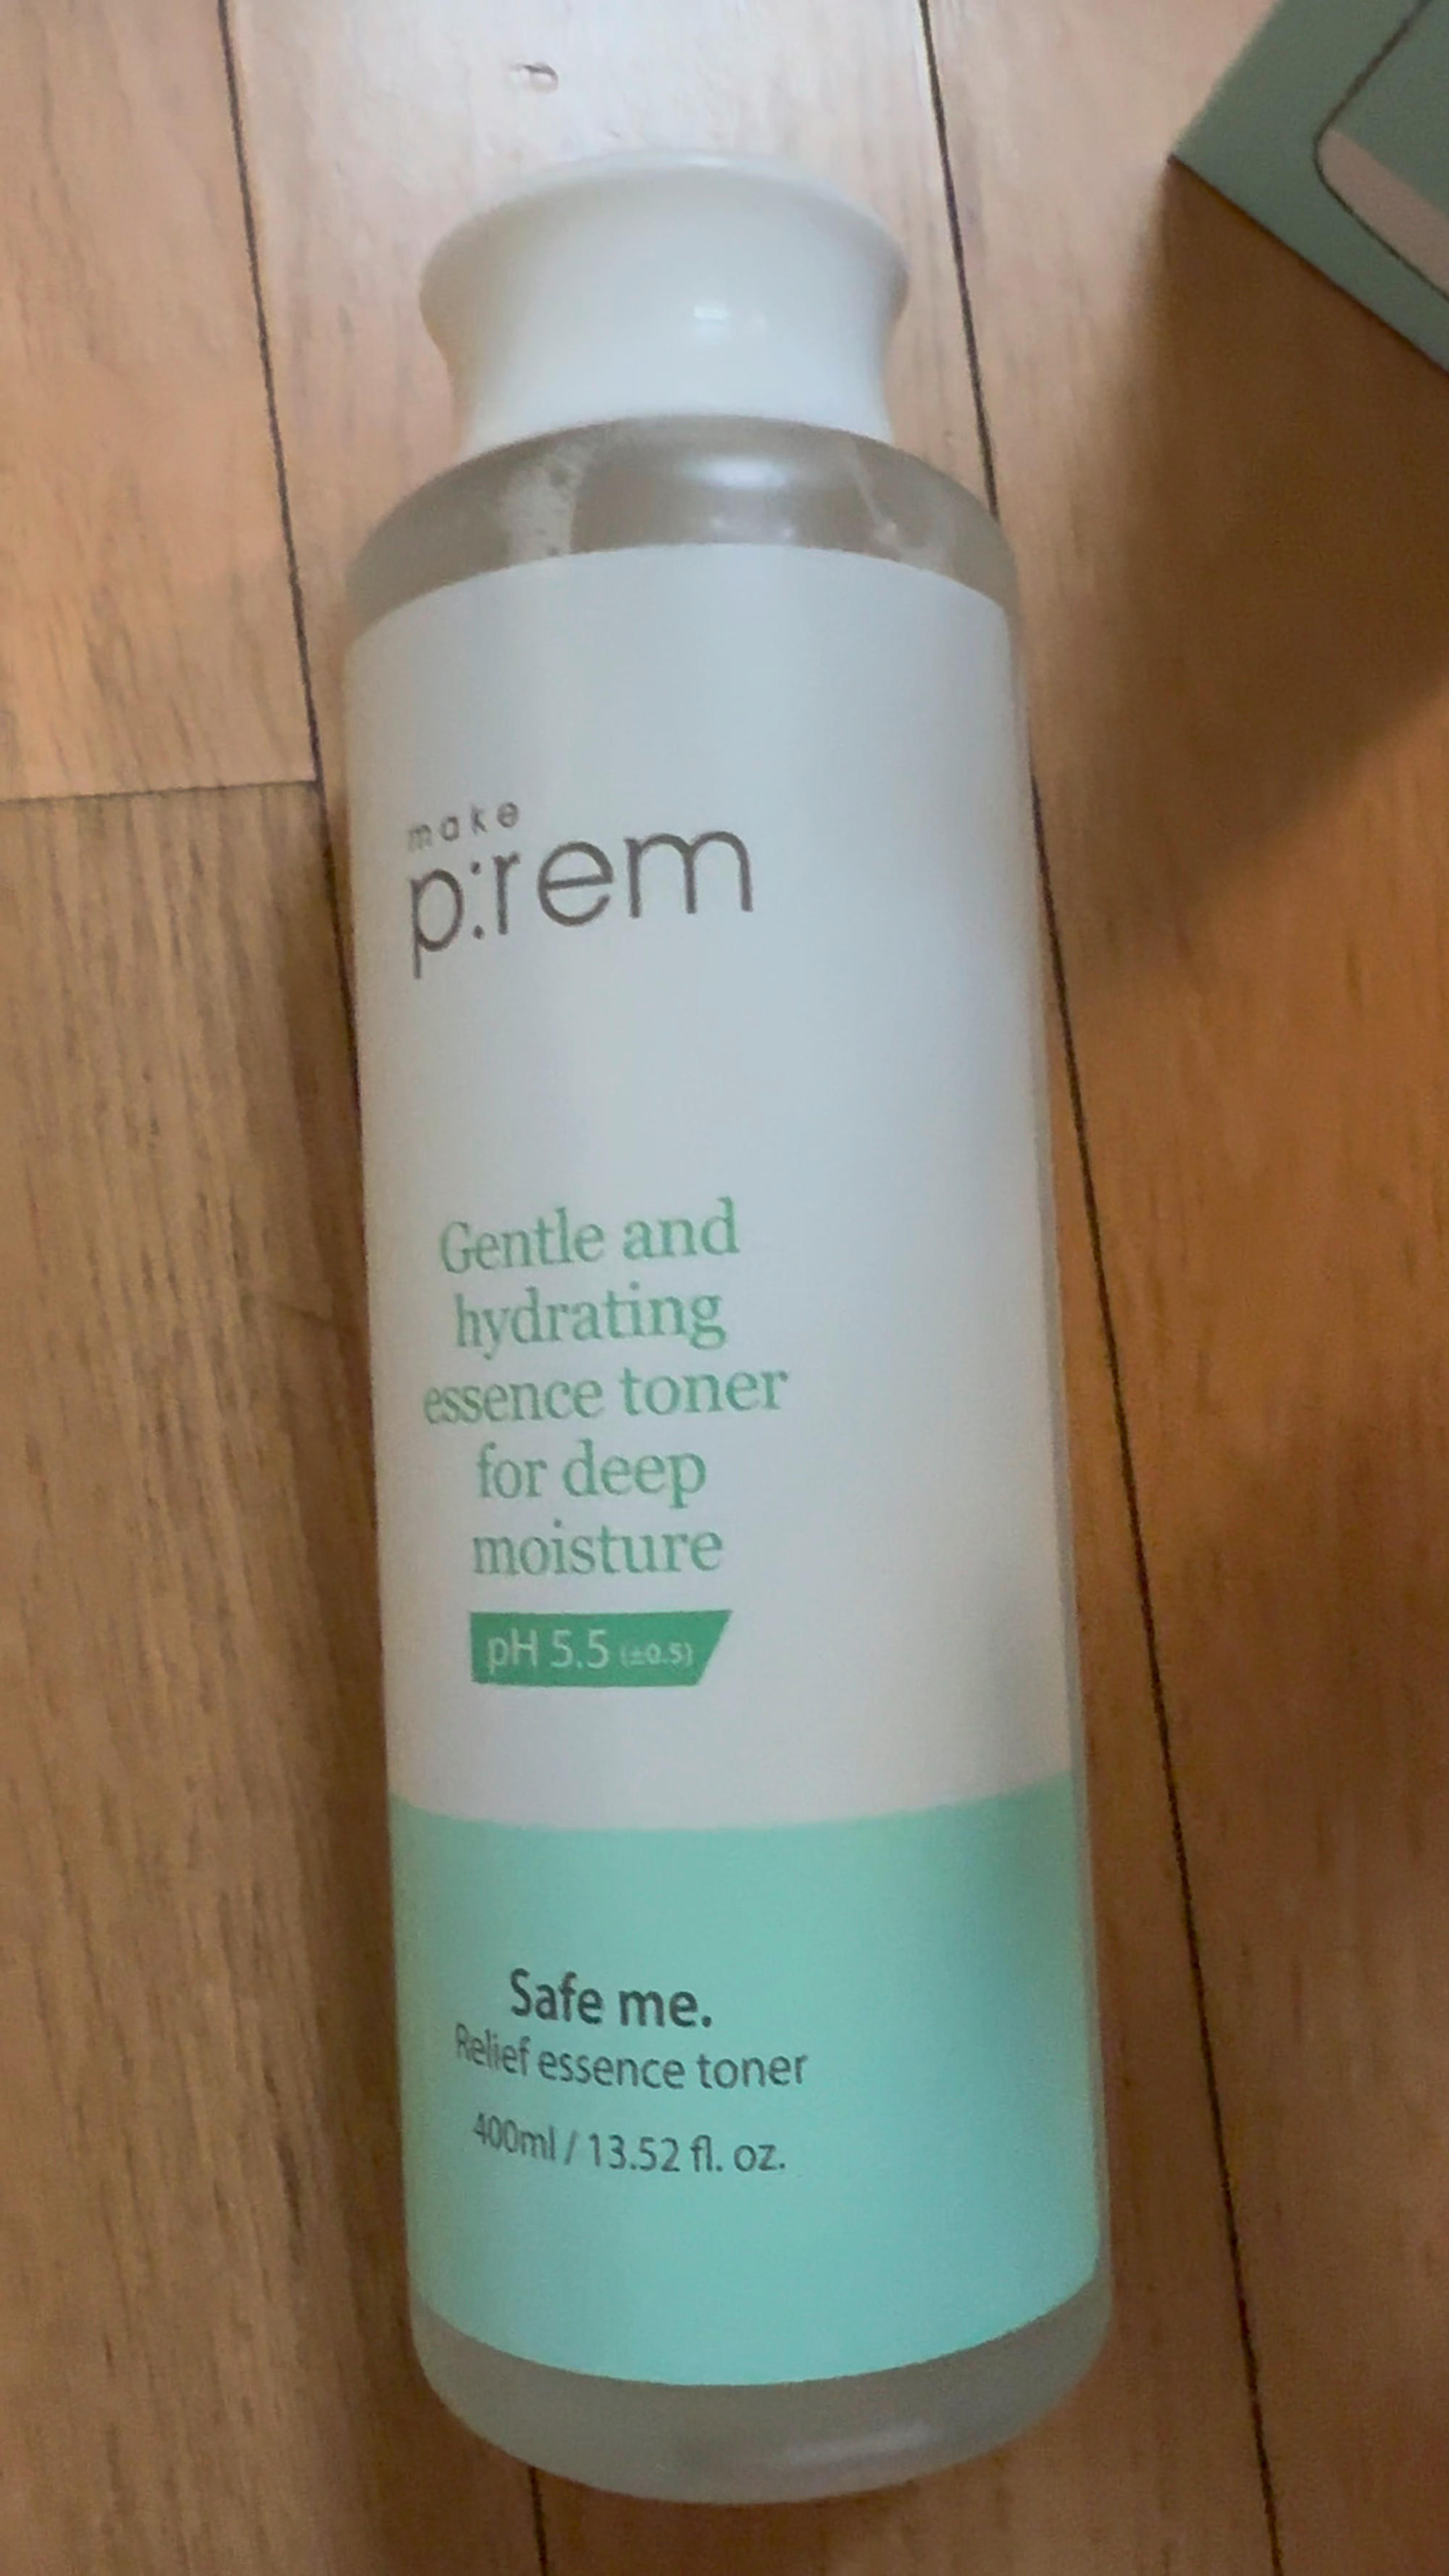 make
p:rem
Gentle and
hydrating
essence toner
for deep
moisture
pH 5.5 (±0.5)
Safe me.
Relief essence toner
400ml / 13.52 fl. oz.